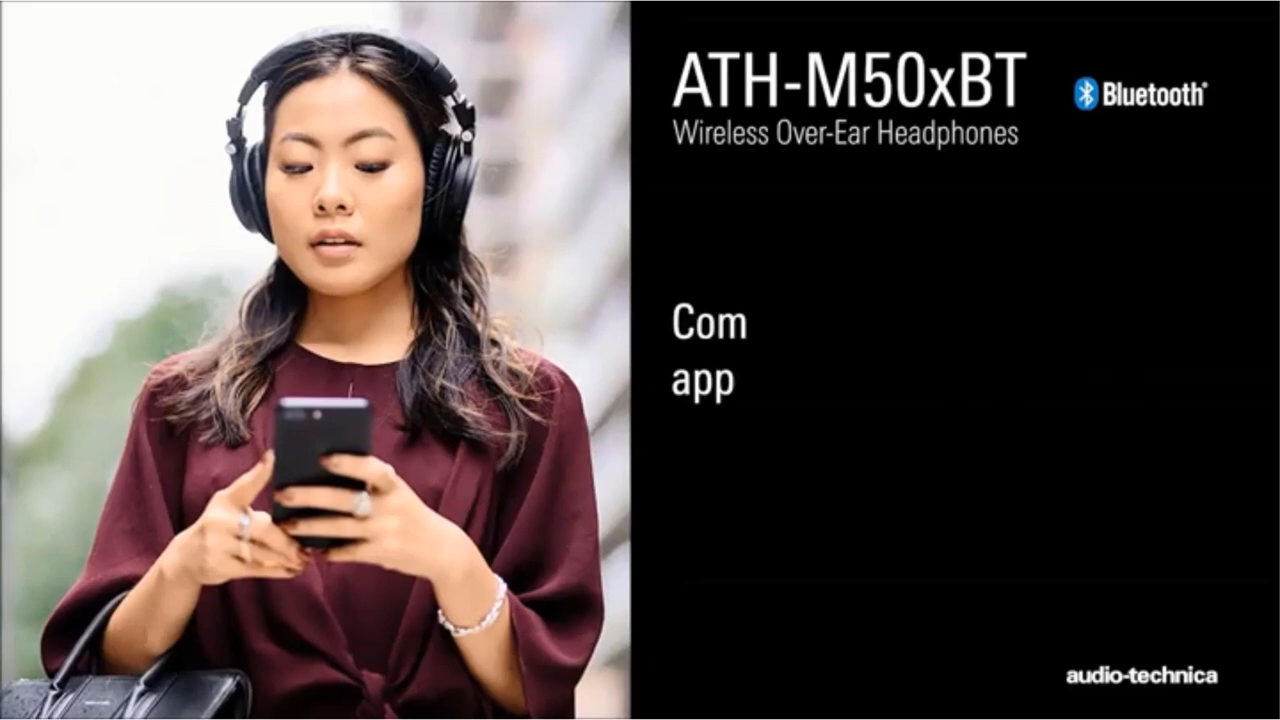 ATH-M50xBT
Bluetooth®
Wireless Over-Ear Headphones
Com
app
audio-technica